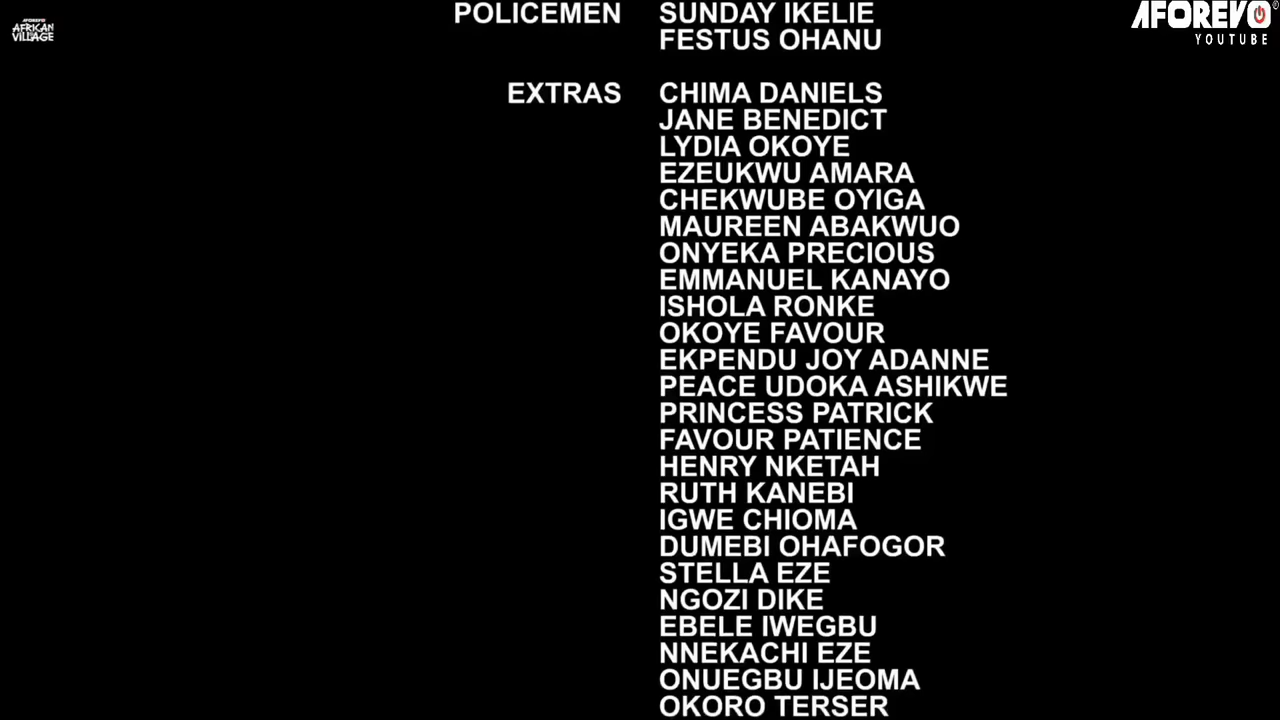 AFOREVO
AFRICAN
VILLAGE
AFOREVO
YOUTUBE
POLICEMEN SUNDAY IKELIE
FESTUS OHANU
EXTRAS CHIMA DANIELS
JANE BENEDICT
LYDIA OKOYE
EZEUKWU AMARA
CHEKWUBE OYIGA
MAUREEN ABAKWUO
ONYEKA PRECIOUS
EMMANUEL KANAYO
ISHOLA RONKE
OKOYE FAVOUR
EKPENDU JOY ADANNE
PEACE UDOKA ASHIKWE
PRINCESS PATRICK
FAVOUR PATIENCE
HENRY NKETAH
RUTH KANEBI
IGWE CHIOMA
DUMEBI OHAFOGOR
STELLA EZE
NGOZI DIKE
EBELE IWEGBU
NNEKACHI EZE
ONUEGBU IJEOMA
OKORO TERSER